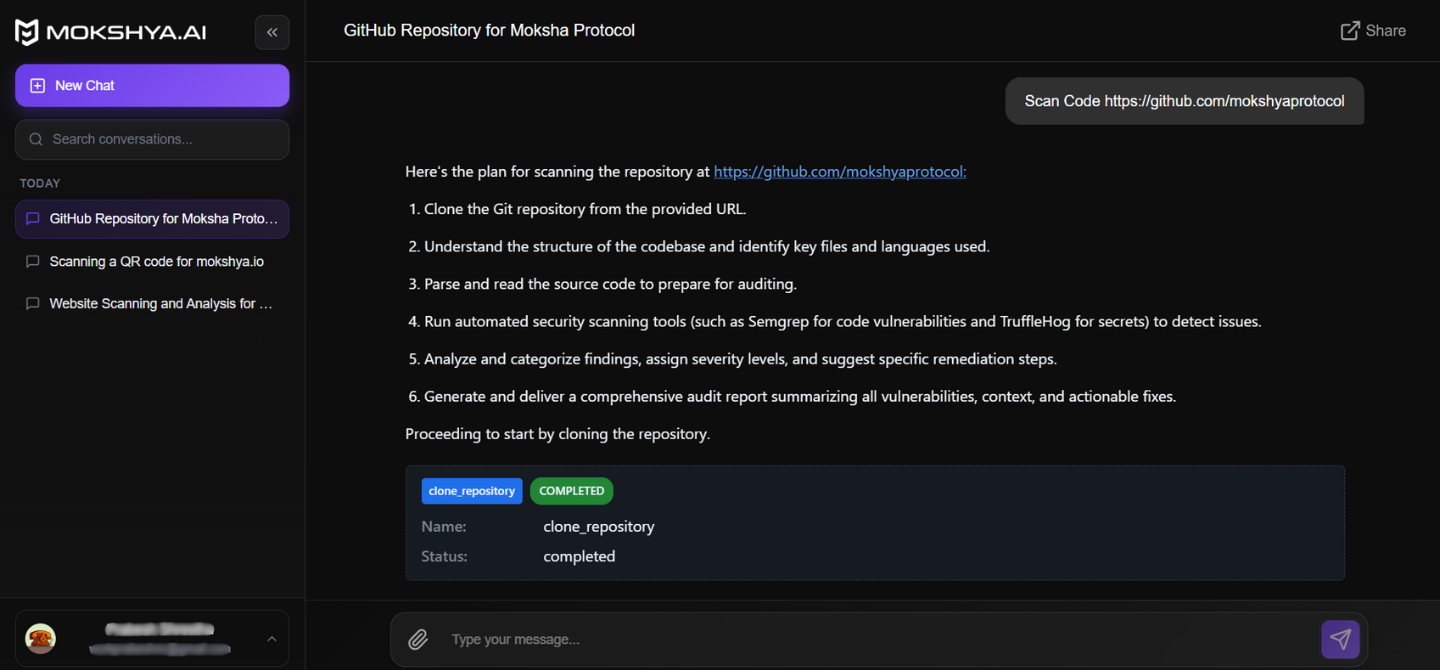 MOKSHYA.AI
New Chat
Search conversations...
TODAY
GitHub Repository for Moksha Proto...
Scanning a QR code for mokshya.io
Website Scanning and Analysis for ...
GitHub Repository for Moksha Protocol
Share
Scan Code https://github.com/mokshyaprotocol
Here's the plan for scanning the repository at https://github.com/mokshyaprotocol:
1. Clone the Git repository from the provided URL.
2. Understand the structure of the codebase and identify key files and languages used.
3. Parse and read the source code to prepare for auditing.
4. Run automated security scanning tools (such as Semgrep for code vulnerabilities and TruffleHog for secrets) to detect issues.
5. Analyze and categorize findings, assign severity levels, and suggest specific remediation steps.
6. Generate and deliver a comprehensive audit report summarizing all vulnerabilities, context, and actionable fixes.
Proceeding to start by cloning the repository.
clone_repository COMPLETED
Name: clone_repository
Status: completed
Type your message...